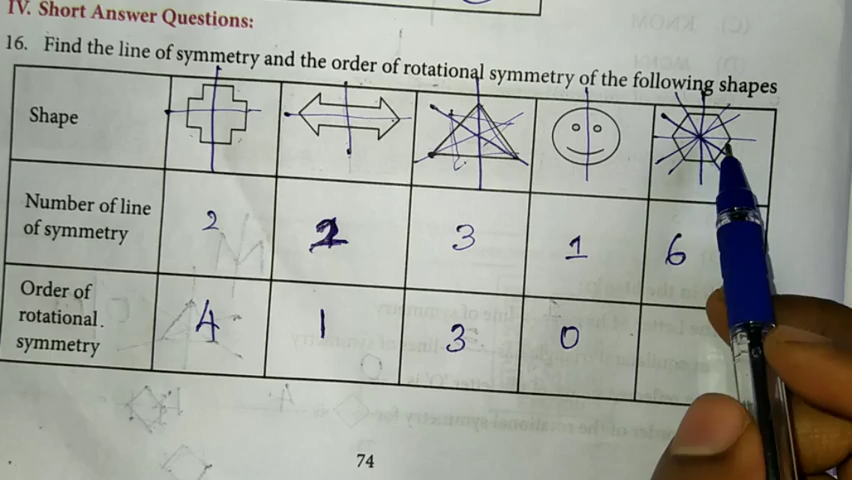 IV. Short Answer Questions:
16. Find the line of symmetry and the order of rotational symmetry of the following shapes
Shape
Number of line
of symmetry
2
2
3
1
6
Order of
rotational
symmetry
4
1
3
0
74